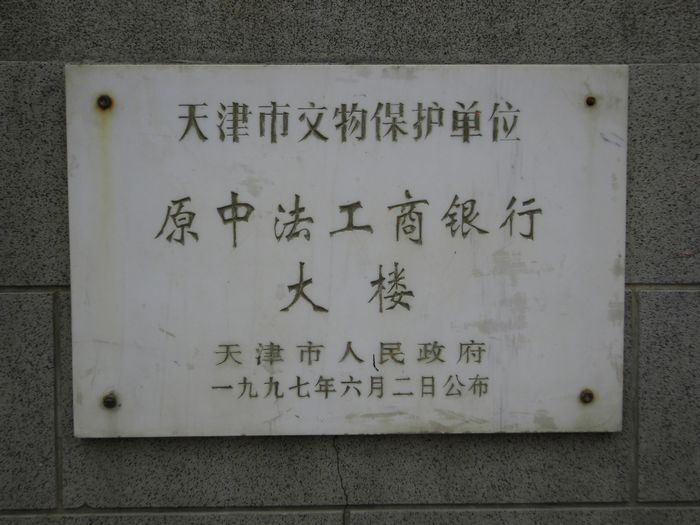 天津市文物保护单位
原中法工商银行
大楼
天津市人民政府
一九九七年六月二日公布